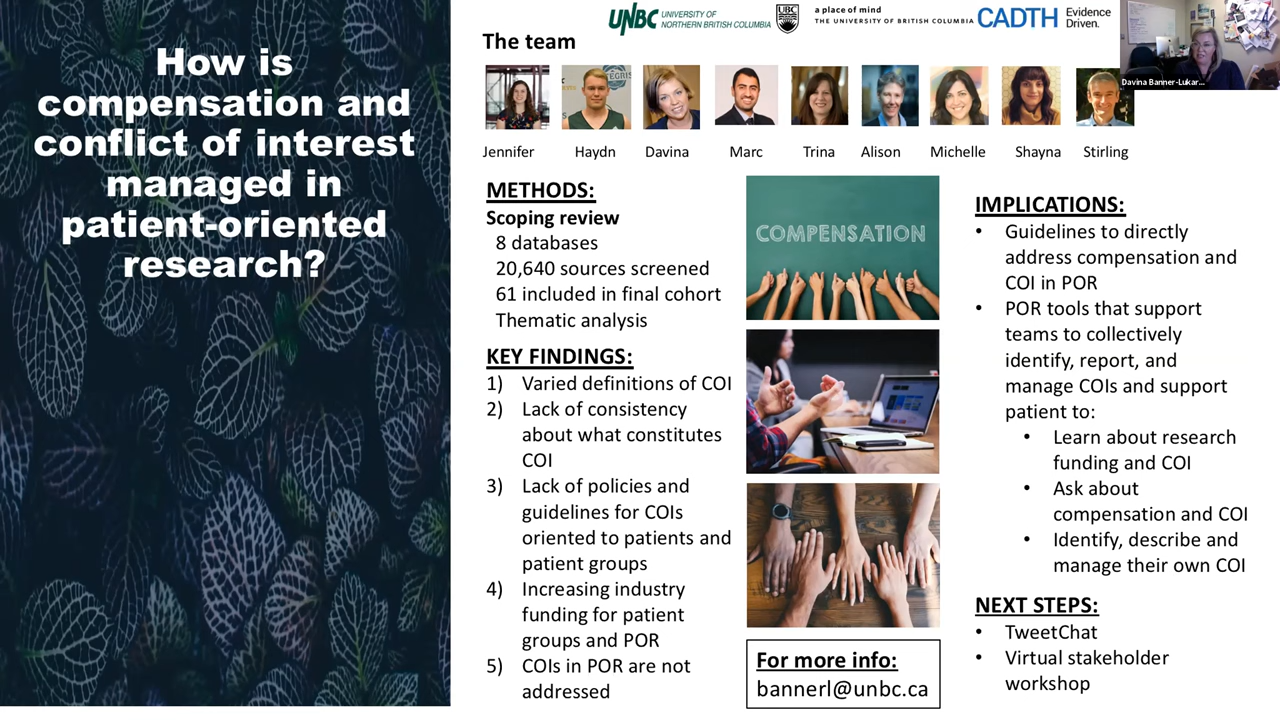 How is
compensation and
conflict of interest
managed in
patient-oriented
research?
UNBC UNIVERSITY OF
NORTHERN BRITISH COLUMBIA
UBC
a place of mind
THE UNIVERSITY OF BRITISH COLUMBIA
CADTH Evidence
Driven.
Davina Banner-Lukar...
The team
Jennifer Haydn Davina Marc Trina Alison Michelle Shayna Stirling
METHODS:
Scoping review
8 databases
20,640 sources screened
61 included in final cohort
Thematic analysis
KEY FINDINGS:
1) Varied definitions of COI
2) Lack of consistency
about what constitutes
COI
3) Lack of policies and
guidelines for COIs
oriented to patients and
patient groups
4) Increasing industry
funding for patient
groups and POR
5) COIs in POR are not
addressed
COMPENSATION
For more info:
bannerl@unbc.ca
IMPLICATIONS:
• Guidelines to directly
address compensation and
COI in POR
• POR tools that support
teams to collectively
identify, report, and
manage COIs and support
patient to:
• Learn about research
funding and COI
• Ask about
compensation and COI
• Identify, describe and
manage their own COI
NEXT STEPS:
• TweetChat
• Virtual stakeholder
workshop